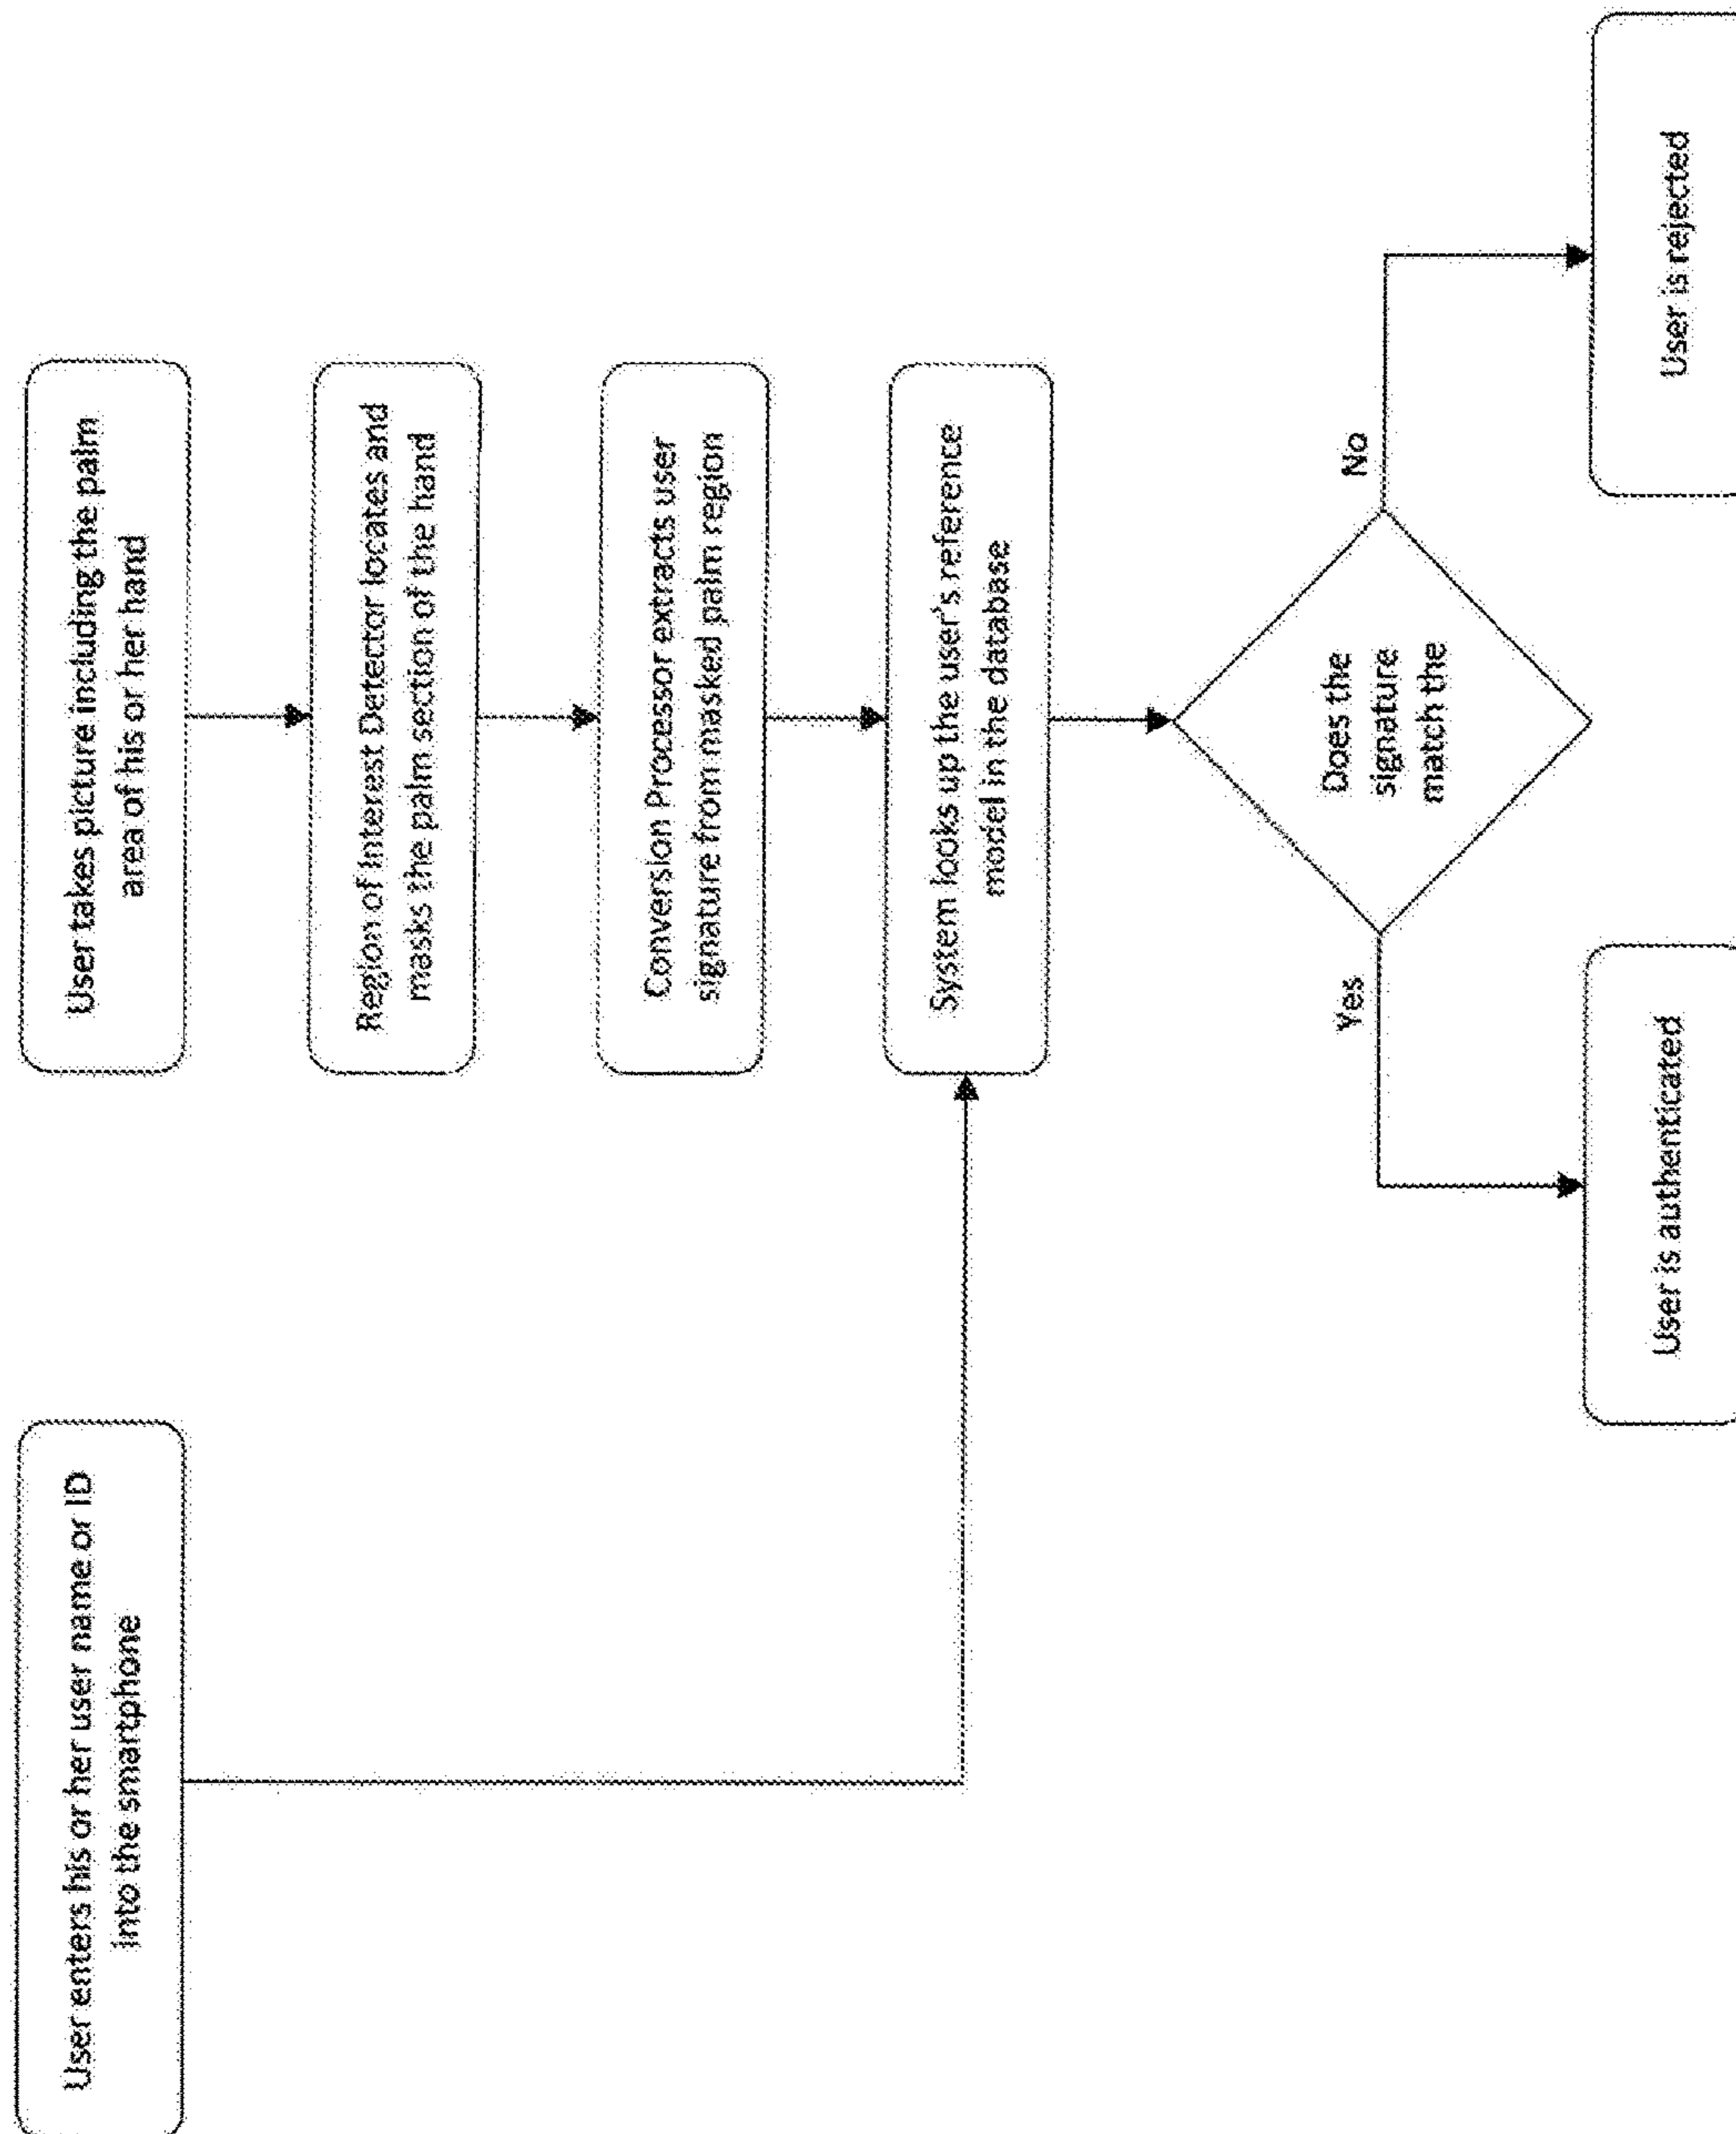 User enters his or her user name or ID
into the smartphone
User takes picture including the palm
area of his or her hand
Region of Interest Detector locates and
masks the palm section of the hand
Conversion Processor extracts user
signature from masked palm region
System looks up the user's reference
model in the database
Does the
signature
match the
Yes
No
User is authenticated
User is rejected